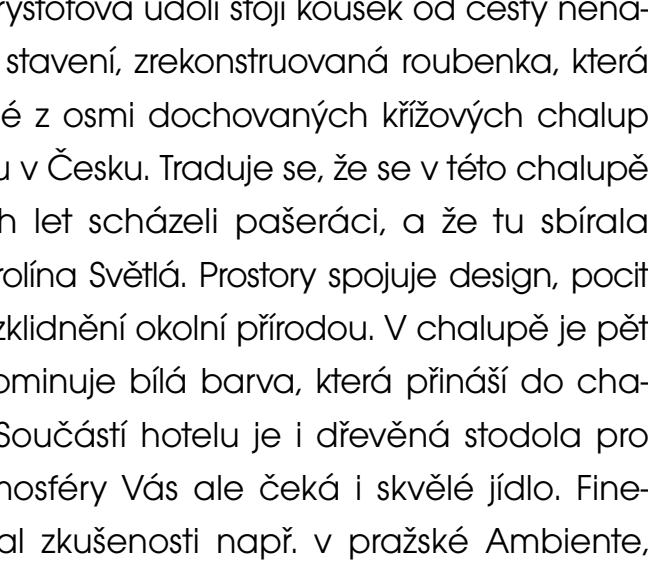 rystofova údolí stojí kousek od cesty nená-
stavení, zrekonstruovaná roubenka, která
é z osmi dochovaných křížových chalup
u v Česku. Traduje se, že se v této chalupě
h let scházeli pašeráci, a že tu sbírala
rolína Světlá. Prostory spojuje design, pocit
zklidnění okolní přírodou. V chalupě je pět
ominuje bílá barva, která přináší do cha-
Součástí hotelu je i dřevěná stodola pro
nosféry Vás ale čeká i skvělé jídlo. Fine-
al zkušenosti např. v pražské Ambiente,